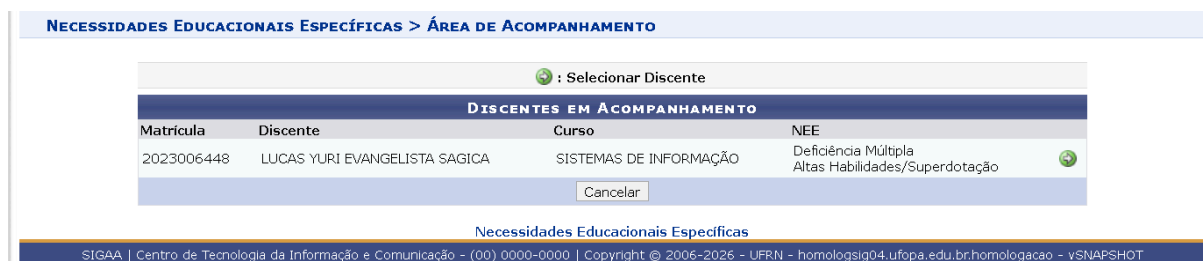 Necessidades Educacionais Específicas > Área de Acompanhamento
: Selecionar Discente
Discentes em Acompanhamento
Matrícula Discente Curso NEE
2023006448 LUCAS YURI EVANGELISTA SAGICA SISTEMAS DE INFORMAÇÃO Deficiência Múltipla
Altas Habilidades/Superdotação
Cancelar
Necessidades Educacionais Específicas
SIGAA | Centro de Tecnologia da Informação e Comunicação - (00) 0000-0000 | Copyright © 2006-2026 - UFRN - homologsig04.ufopa.edu.br.homologacao - vSNAPSHOT